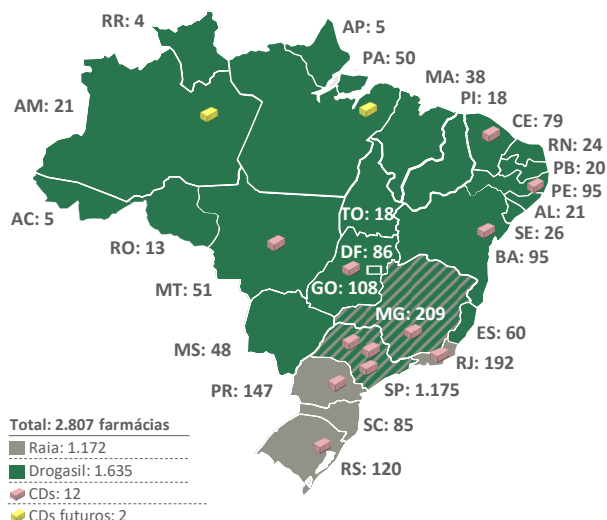 RR: 4
AP: 5
PA: 50
MA: 38
PI: 18
CE: 79
AM: 21
RN: 24
PB: 20
PE: 95
AL: 21
SE: 26
BA: 95
AC: 5
TO: 18
RO: 13
DF: 86
MT: 51
GO: 108
MG: 209
ES: 60
MS: 48
RJ: 192
PR: 147
SP: 1.175
SC: 85
RS: 120
Total: 2.807 farmácias
Raia: 1.172
Drogasil: 1.635
CDs: 12
CDs futuros: 2